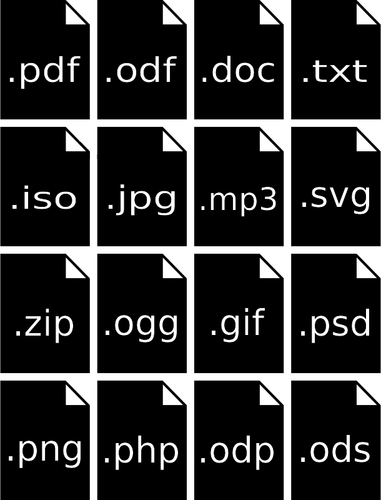 .pdf .odf .doc .txt
.iso .jpg .mp3 .svg
.zip .ogg .gif .psd
.png .php .odp .ods